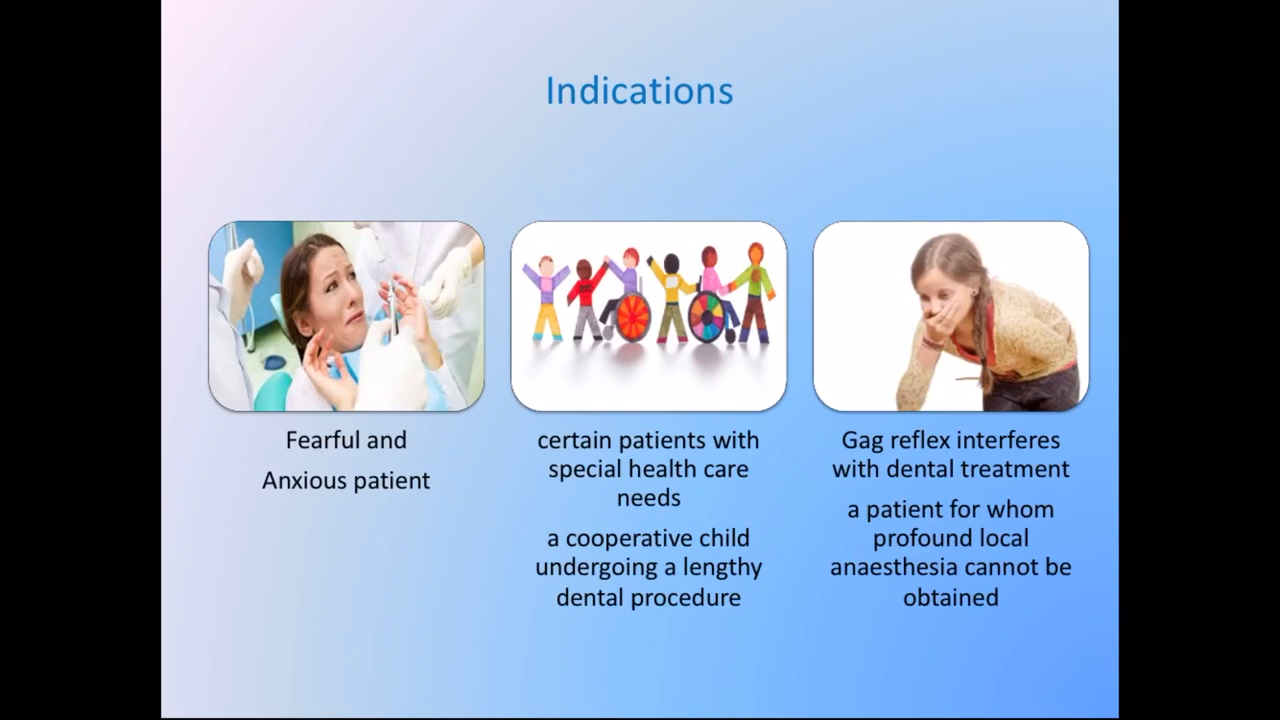 Indications
Fearful and
Anxious patient
certain patients with
special health care
needs
a cooperative child
undergoing a lengthy
dental procedure
Gag reflex interferes
with dental treatment
a patient for whom
profound local
anaesthesia cannot be
obtained